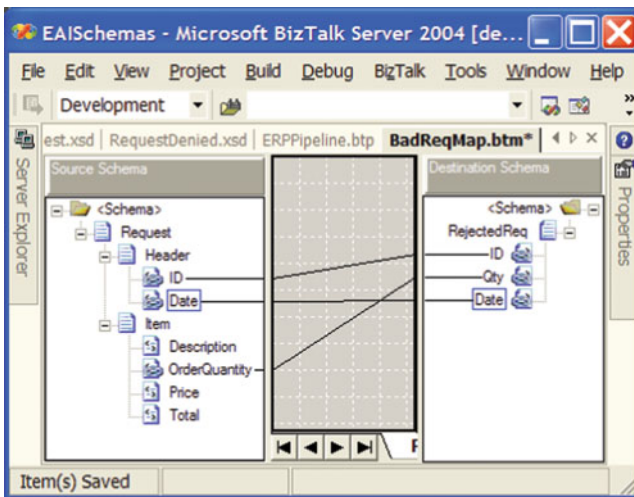 EAISchemas - Microsoft BizTalk Server 2004 [de...
File Edit View Project Build Debug BizTalk Tools Window Help
Development
est.xsd RequestDenied.xsd ERPPipeline.btp BadReqMap.btm*
Server Explorer
Properties
Source Schema
Destination Schema
<Schema>
Request
Header
ID
Date
Item
Description
OrderQuantity
Price
Total
<Schema>
RejectedReq
ID
Qty
Date
Item(s) Saved